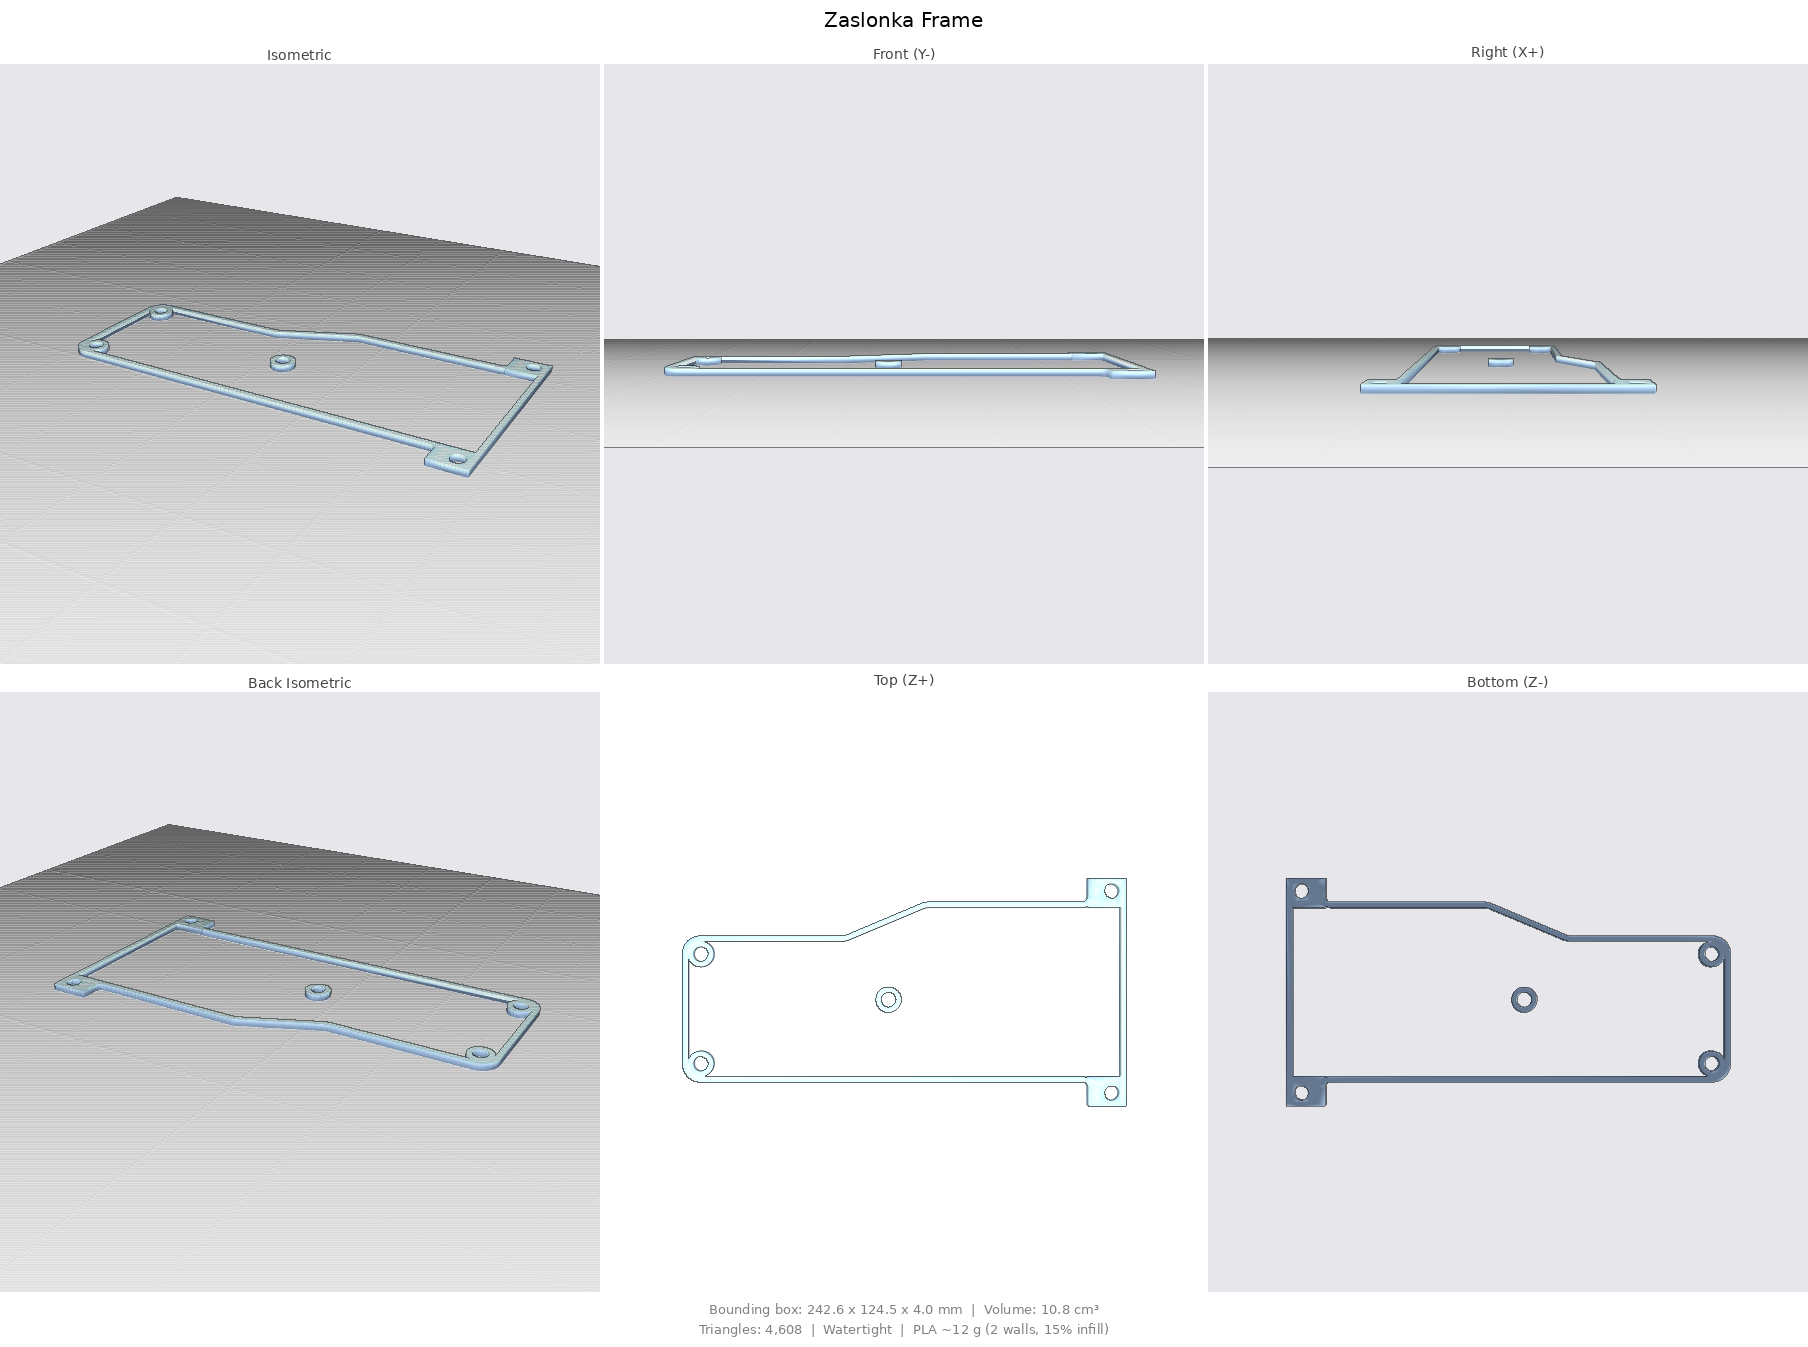 Zaslonka Frame
Isometric
Front (Y-)
Right (X+)
Back Isometric
Top (Z+)
Bottom (Z-)
Bounding box: 242.6 x 124.5 x 4.0 mm | Volume: 10.8 cm³
Triangles: 4,608 | Watertight | PLA ~12 g (2 walls, 15% infill)